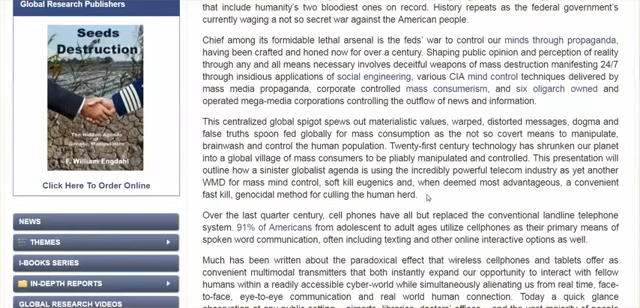 Global Research Publishers
Seeds
of
Destruction
The Hidden Agenda
of Genetic Manipulation
F. William Engdahl
Click Here To Order Online
NEWS
THEMES
I-BOOKS SERIES
IN-DEPTH REPORTS
GLOBAL RESEARCH VIDEOS
that include humanity's two bloodiest ones on record. History repeats as the federal government's
currently waging a not so secret war against the American people.
Chief among its formidable lethal arsenal is the feds' war to control our minds through propaganda,
having been crafted and honed now for over a century. Shaping public opinion and perception of reality
through any and all means necessary involves deceitful weapons of mass destruction manifesting 24/7
through insidious applications of social engineering, various CIA mind control techniques delivered by
mass media propaganda, corporate controlled mass consumerism, and six oligarch owned and
operated mega-media corporations controlling the outflow of news and information.
This centralized global spigot spews out materialistic values, warped, distorted messages, dogma and
false truths spoon fed globally for mass consumption as the not so covert means to manipulate,
brainwash and control the human population. Twenty-first century technology has shrunken our planet
into a global village of mass consumers to be pliably manipulated and controlled. This presentation will
outline how a sinister globalist agenda is using the incredibly powerful telecom industry as yet another
WMD for mass mind control, soft kill eugenics and, when deemed most advantageous, a convenient
fast kill, genocidal method for culling the human herd.
Over the last quarter century, cell phones have all but replaced the conventional landline telephone
system. 91% of Americans from adolescent to adult ages utilize cellphones as their primary means of
spoken word communication, often including texting and other online interactive options as well.
Much has been written about the paradoxical effect that wireless cellphones and tablets offer as
convenient multimodal transmitters that both instantly expand our opportunity to interact with fellow
humans within a readily accessible cyber-world while simultaneously alienating us from real time, face-
to-face, eye-to-eye communication and real world human connection. Today a quick glance